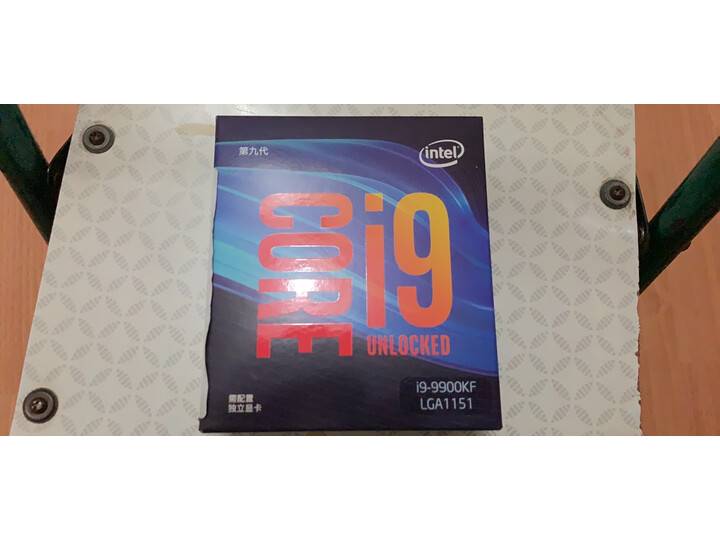 第九代
intel
CORE
i9
UNLOCKED
i9-9900KF
LGA1151
需配置
独立显卡